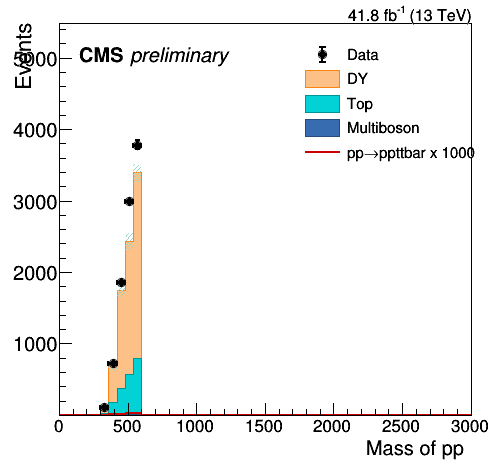 41.8 fb⁻¹ (13 TeV)
Events
CMS preliminary
Data
DY
Top
Multiboson
pp→ppttbar x 1000
5000
4000
3000
2000
1000
0 500 1000 1500 2000 2500 3000
Mass of pp